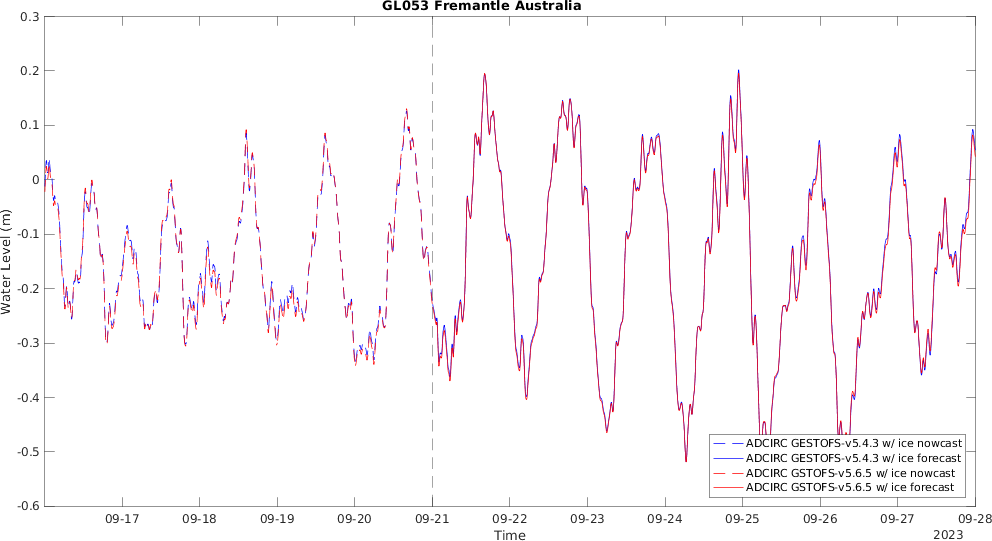 GL053 Fremantle Australia
0.3
0.2
0.1
0
-0.1
-0.2
-0.3
-0.4
-0.5
-0.6
Water Level (m)
ADCIRC GESTOFS-v5.4.3 w/ ice nowcast
ADCIRC GESTOFS-v5.4.3 w/ ice forecast
ADCIRC GSTOFS-v5.6.5 w/ ice nowcast
ADCIRC GSTOFS-v5.6.5 w/ ice forecast
09-17 09-18 09-19 09-20 09-21 09-22 09-23 09-24 09-25 09-26 09-27 09-28
Time
2023